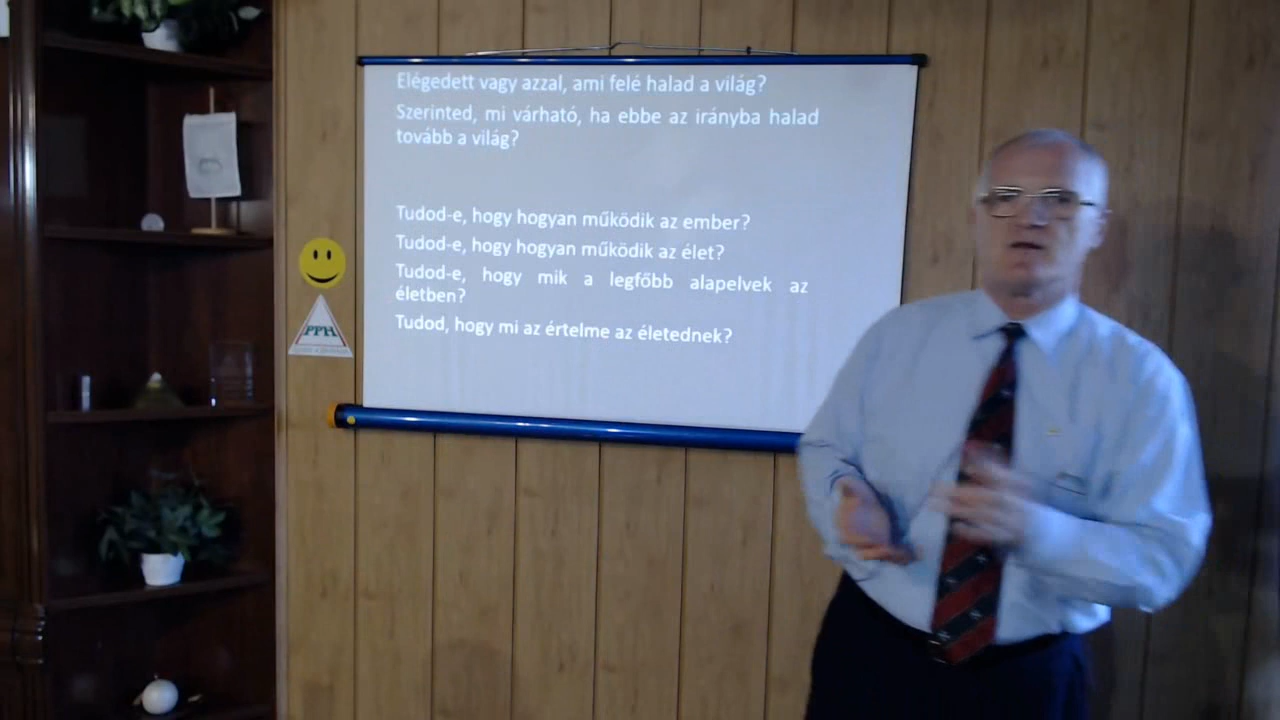 Elégedett vagy azzal, ami felé halad a világ?
Szerinted, mi várható, ha ebbe az irányba halad
tovább a világ?
Tudod-e, hogy hogyan működik az ember?
Tudod-e, hogy hogyan működik az élet?
Tudod-e, hogy mik a legfőbb alapelvek az
életben?
Tudod, hogy mi az értelme az életednek?
PPH